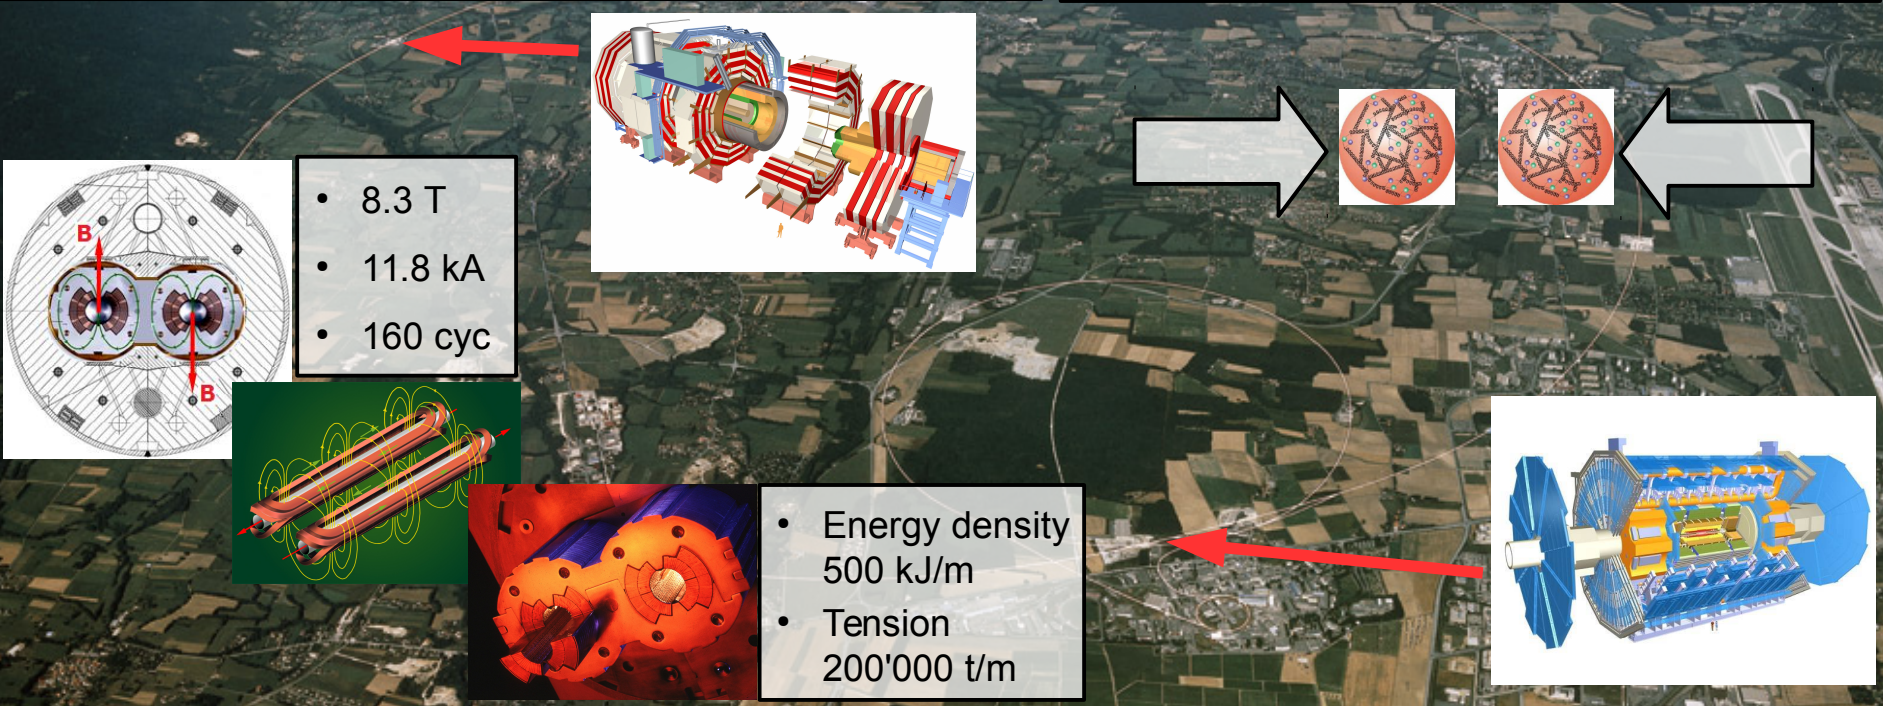 B
B
• 8.3 T
• 11.8 kA
• 160 cyc
• Energy density
500 kJ/m
• Tension
200'000 t/m